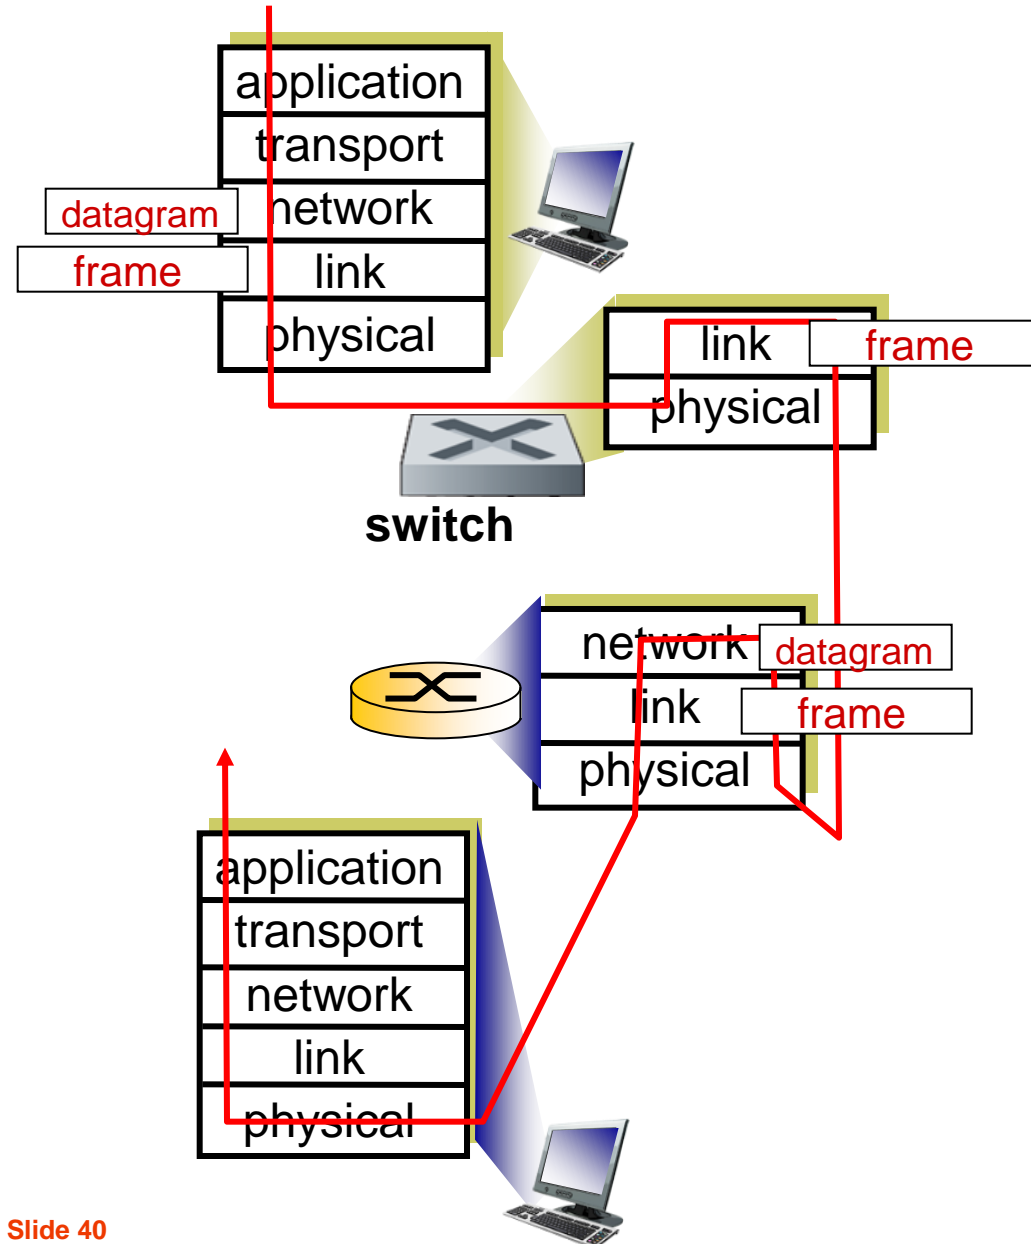 application
transport
datagram
network
frame
link
physical
link
frame
physical
switch
network
datagram
link
frame
physical
application
transport
network
link
physical
Slide 40